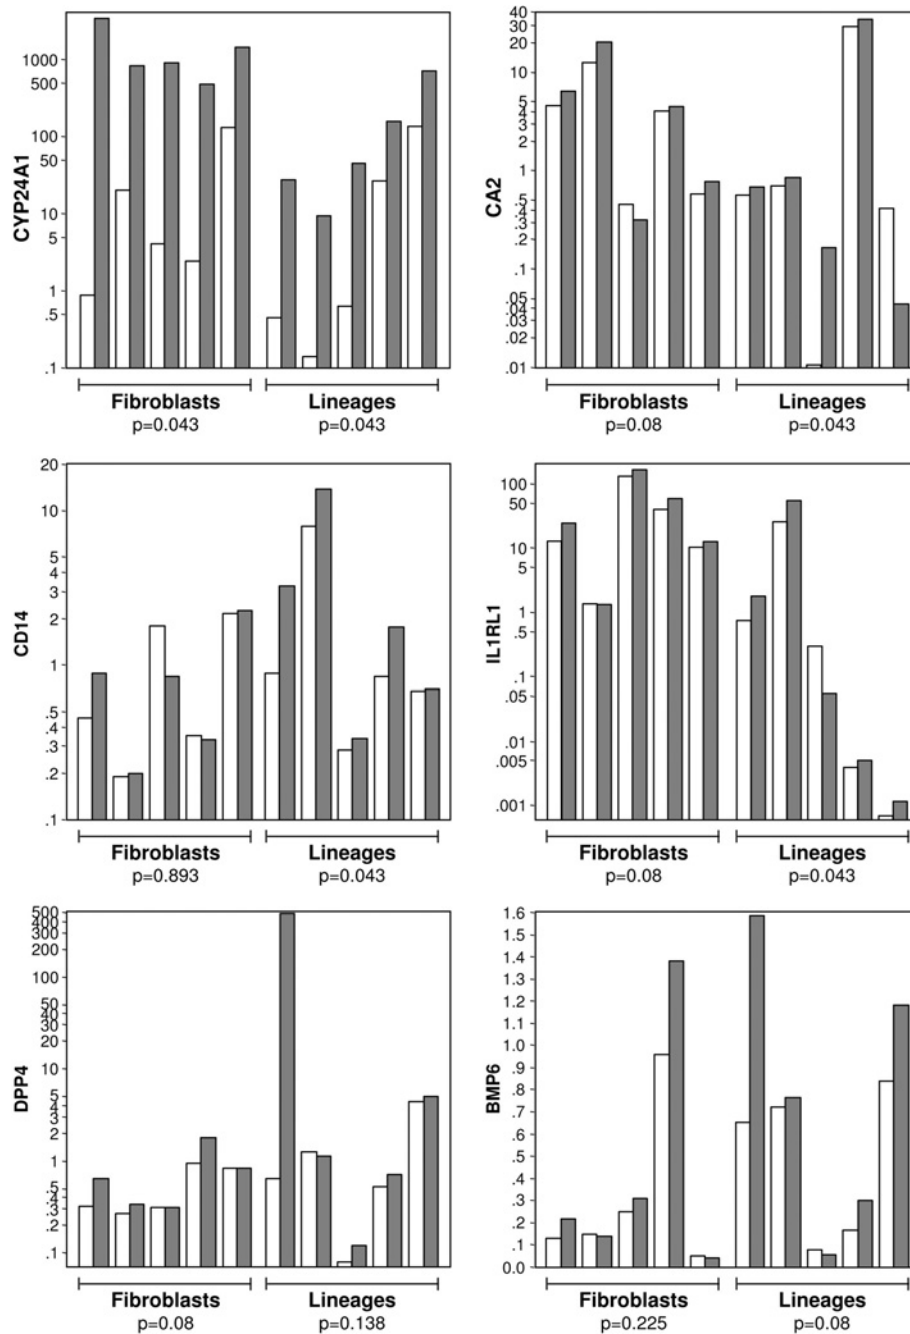 1000
500
100
50
10
5
1
.5
.1
CYP24A1
Fibroblasts
p=0.043
Lineages
p=0.043
40
30
20
10
5
4
3
2
1
.5
.4
.3
.2
.1
.05
.04
.03
.02
.01
CA2
Fibroblasts
p=0.08
Lineages
p=0.043
20
10
5
4
3
2
1
.5
.4
.3
.2
.1
CD14
Fibroblasts
p=0.893
Lineages
p=0.043
100
50
10
5
1
.5
.1
.05
.01
.005
.001
IL1RL1
Fibroblasts
p=0.08
Lineages
p=0.043
500
400
300
200
100
50
40
30
20
10
5
4
3
2
1
.5
.4
.3
.2
.1
DPP4
Fibroblasts
p=0.08
Lineages
p=0.138
1.6
1.5
1.4
1.3
1.2
1.1
1.0
.9
.8
.7
.6
.5
.4
.3
.2
.1
0.0
BMP6
Fibroblasts
p=0.225
Lineages
p=0.08